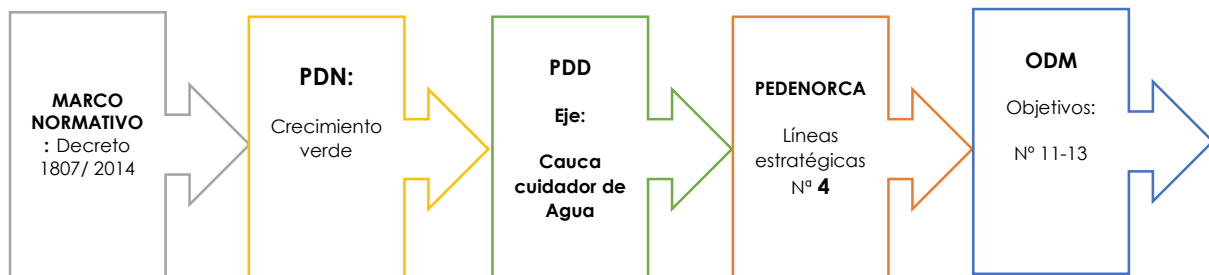 MARCO
NORMATIVO
: Decreto
1807/ 2014
PDN:
Crecimiento
verde
PDD
Eje:
Cauca
cuidador de
Agua
PEDENORCA
Líneas
estratégicas
Nª 4
ODM
Objetivos:
Nº 11-13